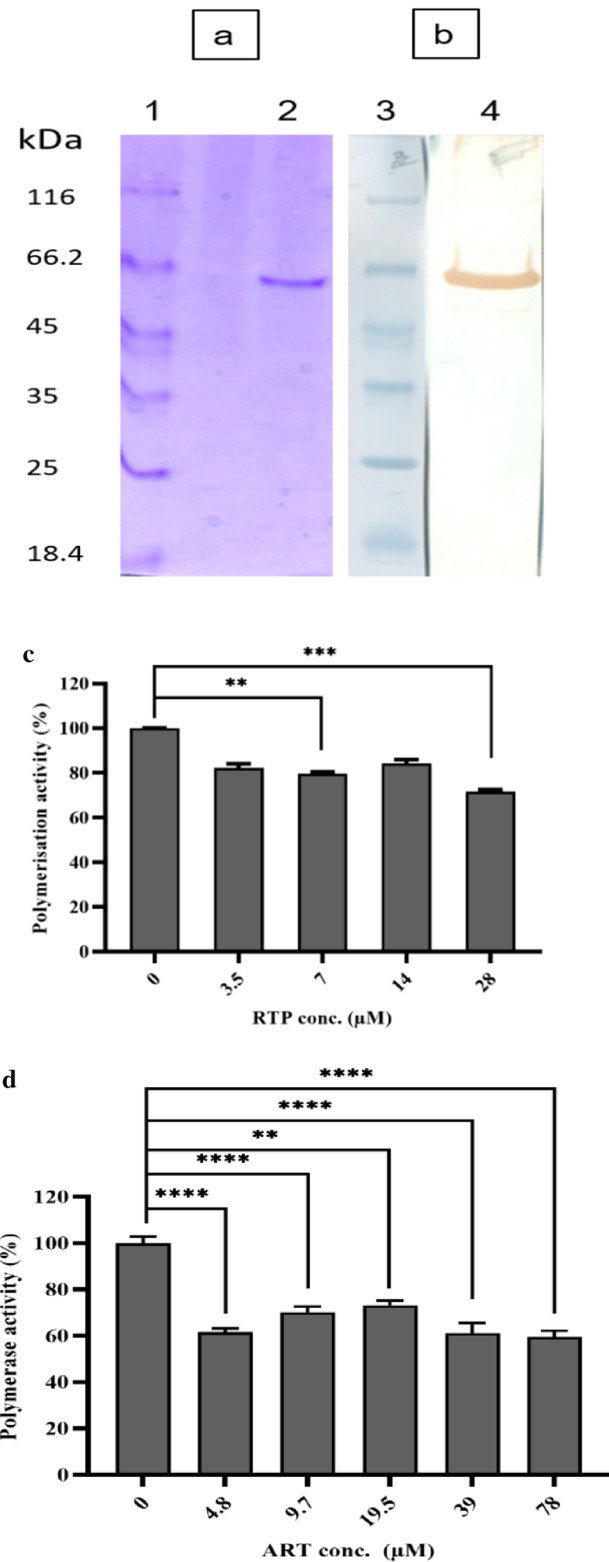 a b
1 2 3 4
kDa
116
66.2
45
35
25
18.4
c
***
**
Polymerisation activity (%)
120
100
80
60
40
20
0
0 3.5 7 14 28
RTP conc. (µM)
d
****
****
**
****
****
Polymerase activity (%)
120
100
80
60
40
20
0
0 4.8 9.7 19.5 39 78
ART conc. (µM)